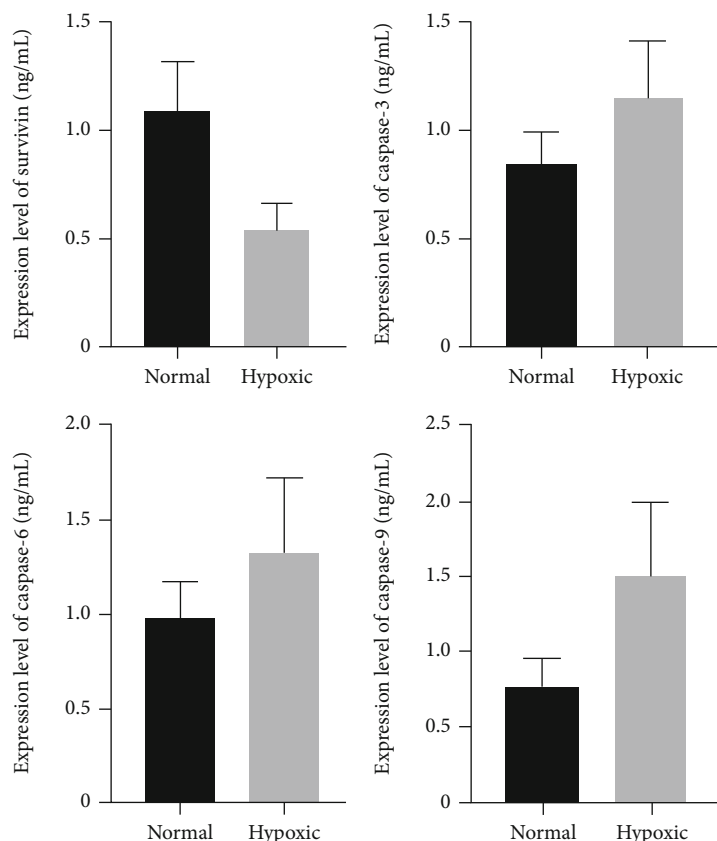 Expression level of survivin (ng/mL)
1.5
1.0
0.5
0
Normal Hypoxic
Expression level of caspase-3 (ng/mL)
1.5
1.0
0.5
0
Normal Hypoxic
Expression level of caspase-6 (ng/mL)
2.0
1.5
1.0
0.5
0
Normal Hypoxic
Expression level of caspase-9 (ng/mL)
2.5
2.0
1.5
1.0
0.5
0
Normal Hypoxic